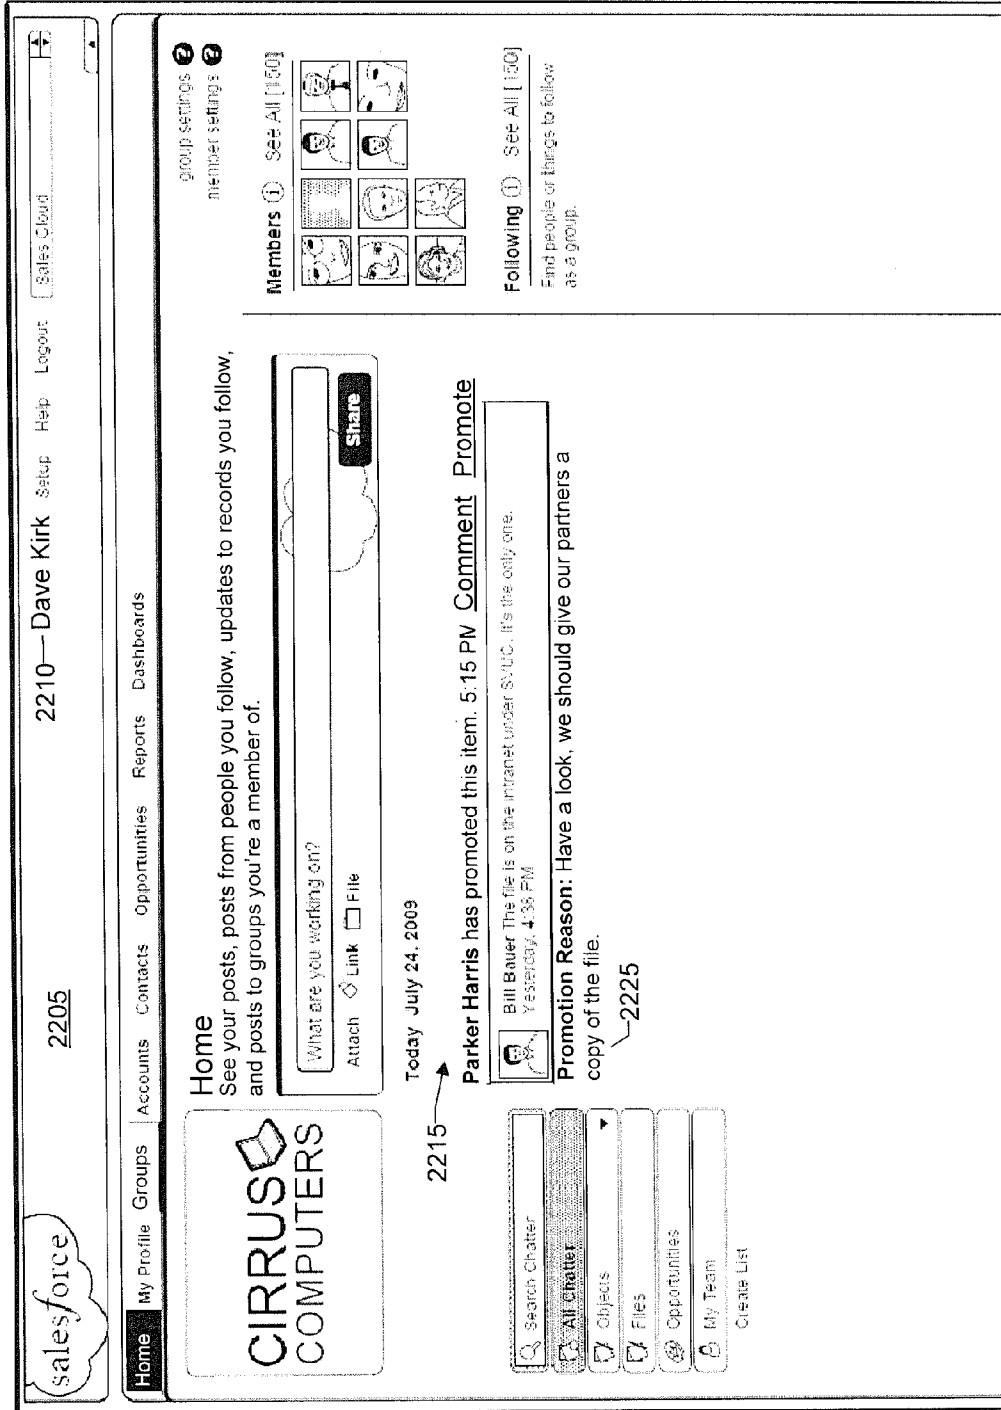 salesforce
2205
2210
Dave Kirk
Setup
Help
Logout
Sales Cloud
Home
My Profile
Groups
Accounts
Contacts
Opportunities
Reports
Dashboards
CIRRUS
COMPUTERS
Home
See your posts, posts from people you follow, updates to records you follow,
and posts to groups you're a member of.
What are you working on?
Attach Link File
Share
Today July 24, 2009
2215
Parker Harris has promoted this item. 5:15 PM Comment Promote
Bill Bauer The file is on the intranet under SVUC. It's the only one.
Yesterday, 4:38 PM
Promotion Reason: Have a look, we should give our partners a
copy of the file.
2225
Search Chatter
All Chatter
Objects
Files
Opportunities
My Team
Create List
group settings ?
member settings ?
Members i See All [150]
Following i See All [150]
Find people or things to follow
as a group.